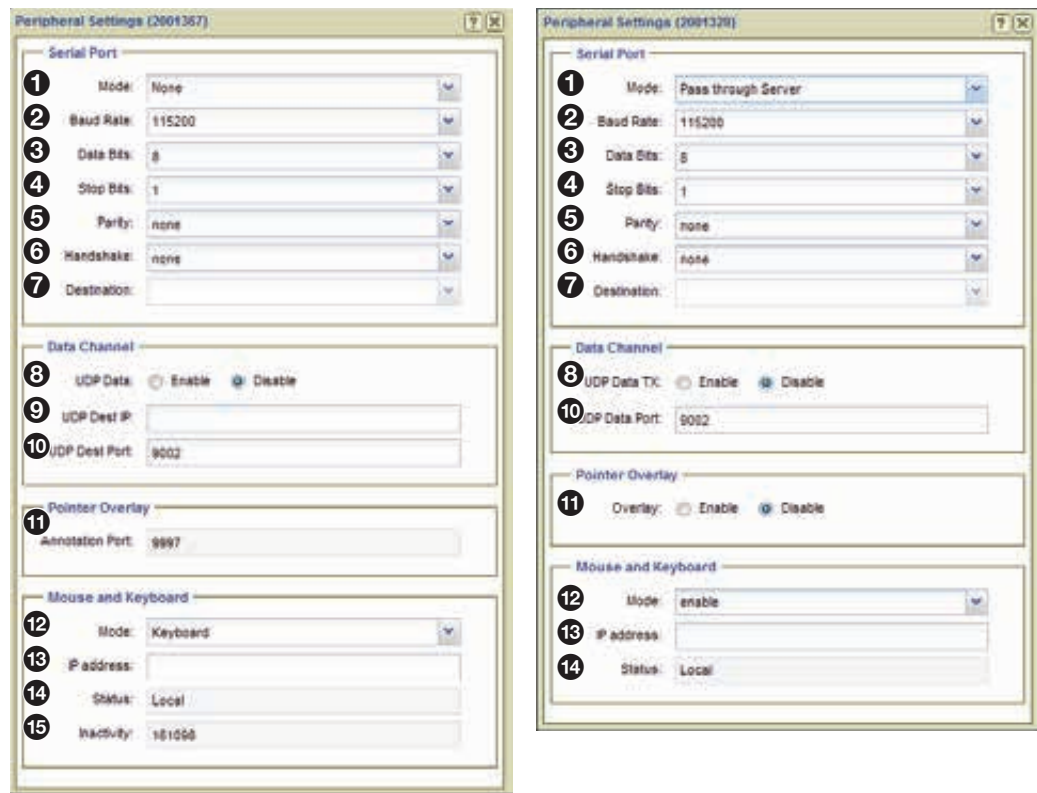 Peripheral Settings (2001367)
Serial Port
1 Mode: None
2 Baud Rate: 115200
3 Data Bits: 8
4 Stop Bits: 1
5 Parity: none
6 Handshake: none
7 Destination:
Data Channel
8 UDP Data: Enable Disable
9 UDP Dest IP:
10 UDP Dest Port: 9002
Pointer Overlay
11 Annotation Port: 9997
Mouse and Keyboard
12 Mode: Keyboard
13 IP address:
14 Status: Local
15 Inactivity: 181098
Peripheral Settings (2001329)
Serial Port
1 Mode: Pass through Server
2 Baud Rate: 115200
3 Data Bits: 8
4 Stop Bits: 1
5 Parity: none
6 Handshake: none
7 Destination:
Data Channel
8 UDP Data TX: Enable Disable
10 UDP Data Port: 9002
Pointer Overlay
11 Overlay: Enable Disable
Mouse and Keyboard
12 Mode: enable
13 IP address:
14 Status: Local